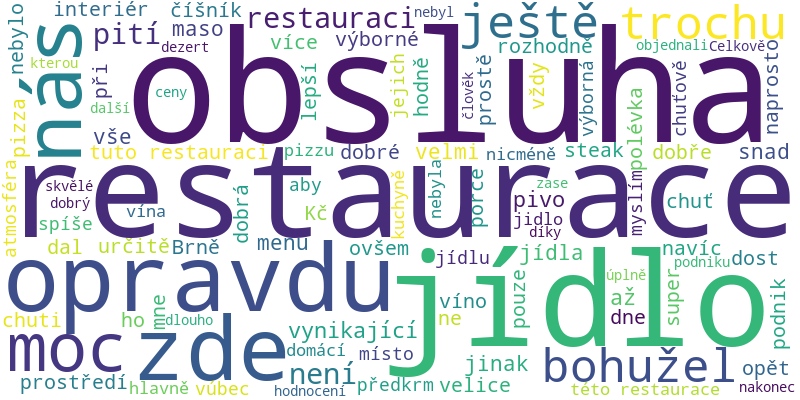 interiér
číšník
restauraci
nebyl
ještě
trochu
nebylo
nás
pití
maso
dezert
více
výborné
rozhodně
objednali
Celkově
kterou
při
další
ceny
obsluha
lepší
jejich
hodně
člověk
prostě
vždy
výborná
chuťově
naprosto
pizza
vše
tuto restauraci
pizzu
dobré
velmi
nicméně
steak
polévka
dobře
snad
atmosféra
skvělé
dobrý
spíše
vína
restaurace
dobrá
aby
Kč
kuchyně
nebyla
porce
zase
pivo
jidlo
díky
myslím
chuť
dal
určitě
Brně
menu
ovšem
jídlu
jídla
navíc
podniku
dost
opravdu
jídlo
víno
pouze
úplně
až
super
podnik
chuti
ho
mne
dlouho
vynikající
ne
dne
moc
zde
domácí
není
místo
jinak
bohužel
opět
prostředí
hlavně
vůbec
hodnocení
předkrm
velice
této restaurace
nakonec